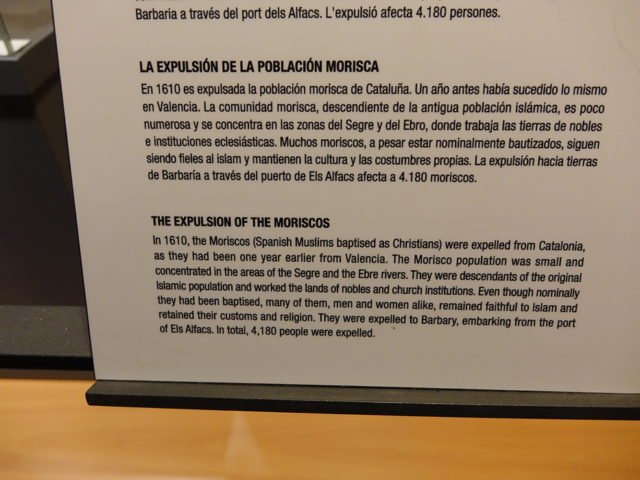 Barbaria a través del port dels Alfacs. L'expulsió afecta 4.180 persones.
LA EXPULSIÓN DE LA POBLACIÓN MORISCA
En 1610 es expulsada la población morisca de Cataluña. Un año antes había sucedido lo mismo
en Valencia. La comunidad morisca, descendiente de la antigua población islámica, es poco
numerosa y se concentra en las zonas del Segre y del Ebro, donde trabaja las tierras de nobles
e instituciones eclesiásticas. Muchos moriscos, a pesar estar nominalmente bautizados, siguen
siendo fieles al islam y mantienen la cultura y las costumbres propias. La expulsión hacia tierras
de Barbaría a través del puerto de Els Alfacs afecta a 4.180 moriscos.
THE EXPULSION OF THE MORISCOS
In 1610, the Moriscos (Spanish Muslims baptised as Christians) were expelled from Catalonia,
as they had been one year earlier from Valencia. The Morisco population was small and
concentrated in the areas of the Segre and the Ebre rivers. They were descendants of the original
Islamic population and worked the lands of nobles and church institutions. Even though nominally
they had been baptised, many of them, men and women alike, remained faithful to Islam and
retained their customs and religion. They were expelled to Barbary, embarking from the port
of Els Alfacs. In total, 4,180 people were expelled.